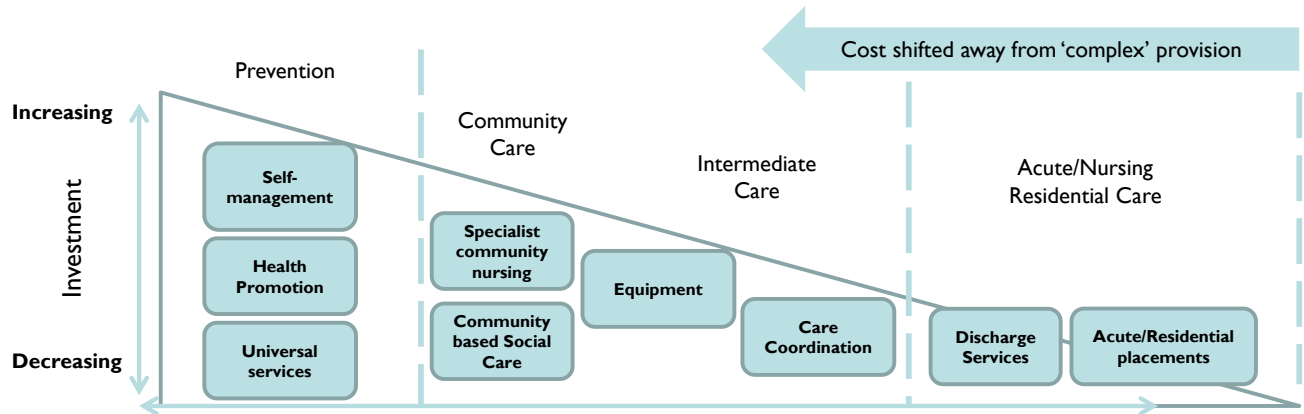 Cost shifted away from ‘complex’ provision
Prevention
Increasing
Community
Care
Intermediate
Care
Acute/Nursing
Residential Care
Investment
Self-
management
Specialist
community
nursing
Health
Promotion
Equipment
Community
based Social
Care
Care
Coordination
Universal
services
Discharge
Services
Acute/Residential
placements
Decreasing